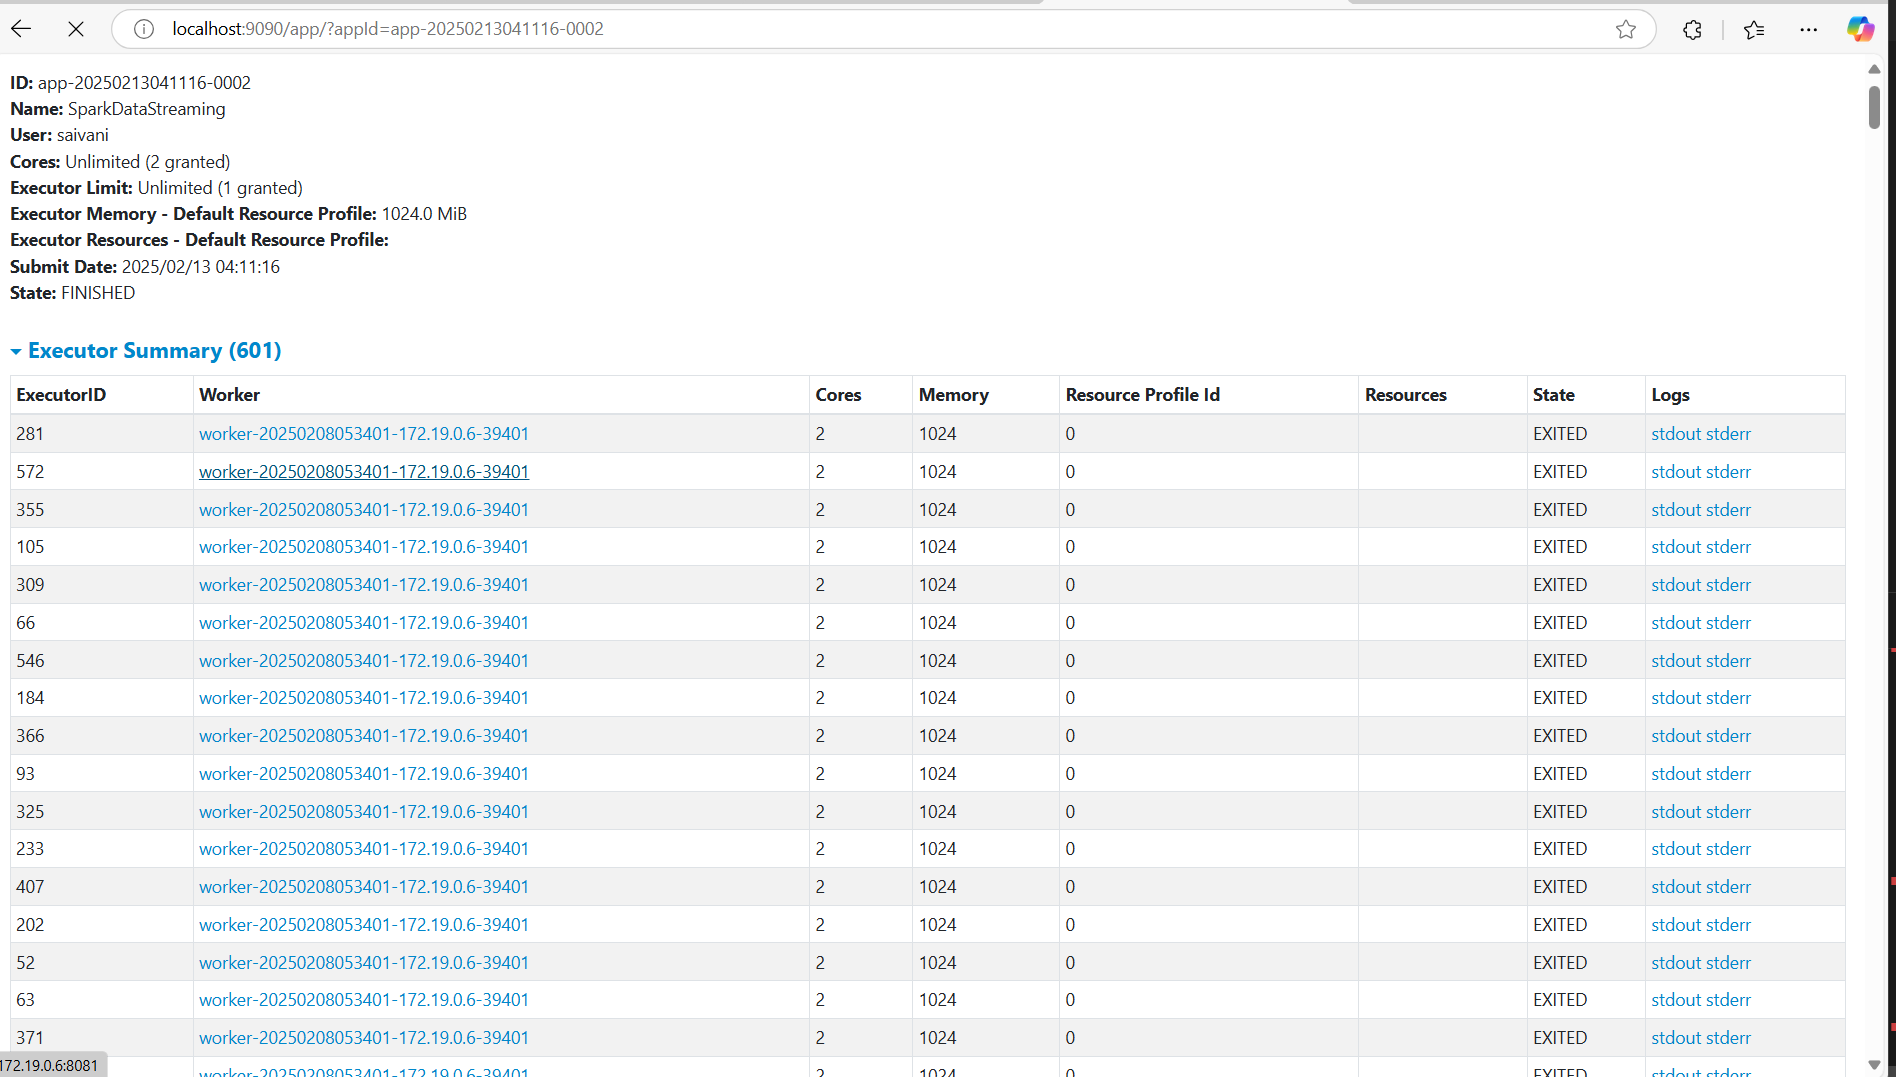 localhost:9090/app/?appId=app-20250213041116-0002
ID: app-20250213041116-0002
Name: SparkDataStreaming
User: saivani
Cores: Unlimited (2 granted)
Executor Limit: Unlimited (1 granted)
Executor Memory - Default Resource Profile: 1024.0 MiB
Executor Resources - Default Resource Profile:
Submit Date: 2025/02/13 04:11:16
State: FINISHED
Executor Summary (601)
ExecutorID Worker Cores Memory Resource Profile Id Resources State Logs
281 worker-20250208053401-172.19.0.6-39401 2 1024 0 EXITED stdout stderr
572 worker-20250208053401-172.19.0.6-39401 2 1024 0 EXITED stdout stderr
355 worker-20250208053401-172.19.0.6-39401 2 1024 0 EXITED stdout stderr
105 worker-20250208053401-172.19.0.6-39401 2 1024 0 EXITED stdout stderr
309 worker-20250208053401-172.19.0.6-39401 2 1024 0 EXITED stdout stderr
66 worker-20250208053401-172.19.0.6-39401 2 1024 0 EXITED stdout stderr
546 worker-20250208053401-172.19.0.6-39401 2 1024 0 EXITED stdout stderr
184 worker-20250208053401-172.19.0.6-39401 2 1024 0 EXITED stdout stderr
366 worker-20250208053401-172.19.0.6-39401 2 1024 0 EXITED stdout stderr
93 worker-20250208053401-172.19.0.6-39401 2 1024 0 EXITED stdout stderr
325 worker-20250208053401-172.19.0.6-39401 2 1024 0 EXITED stdout stderr
233 worker-20250208053401-172.19.0.6-39401 2 1024 0 EXITED stdout stderr
407 worker-20250208053401-172.19.0.6-39401 2 1024 0 EXITED stdout stderr
202 worker-20250208053401-172.19.0.6-39401 2 1024 0 EXITED stdout stderr
52 worker-20250208053401-172.19.0.6-39401 2 1024 0 EXITED stdout stderr
63 worker-20250208053401-172.19.0.6-39401 2 1024 0 EXITED stdout stderr
371 worker-20250208053401-172.19.0.6-39401 2 1024 0 EXITED stdout stderr
worker-20250208053401-172.19.0.6-39401 2 1024 0 EXITED stdout stderr
172.19.0.6:8081